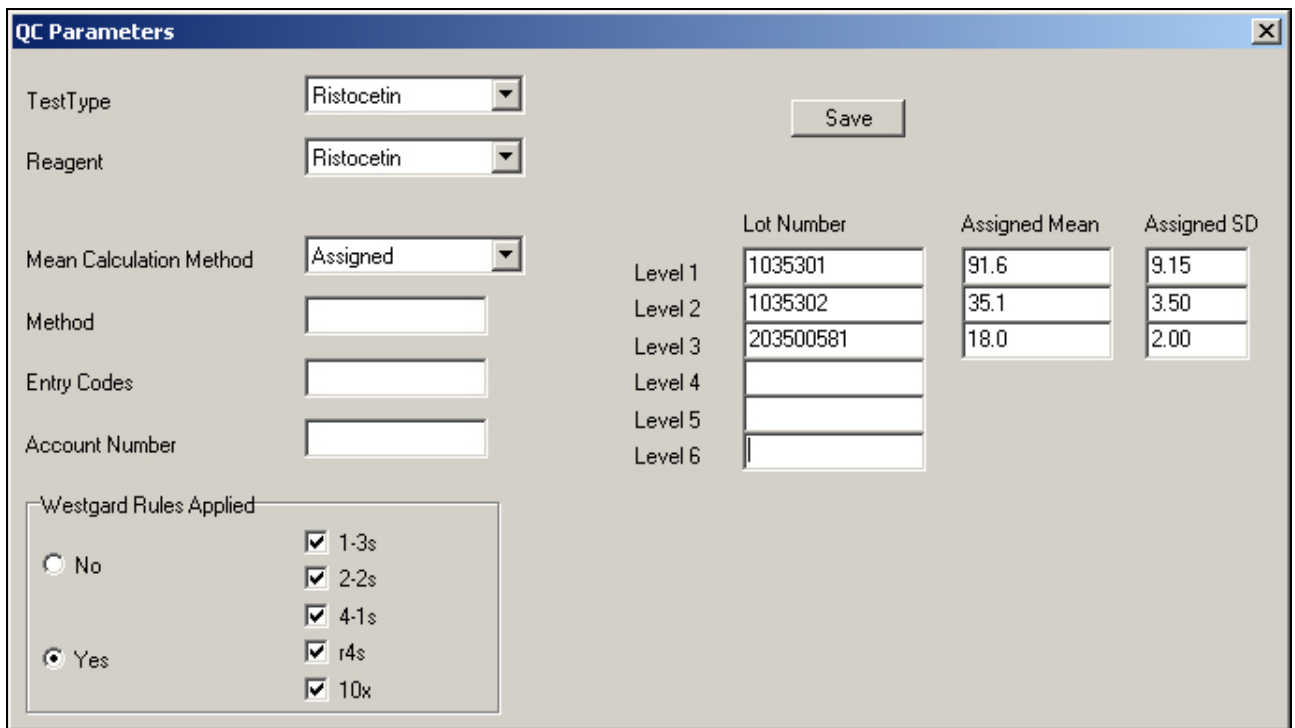 QC Parameters
TestType Ristocetin
Save
Reagent Ristocetin
Lot Number Assigned Mean Assigned SD
Mean Calculation Method Assigned
Level 1 1035301 91.6 9.15
Level 2 1035302 35.1 3.50
Method
Level 3 203500581 18.0 2.00
Entry Codes
Level 4
Level 5
Account Number
Level 6
Westgard Rules Applied
1-3s
No
2-2s
4-1s
Yes
r4s
10x